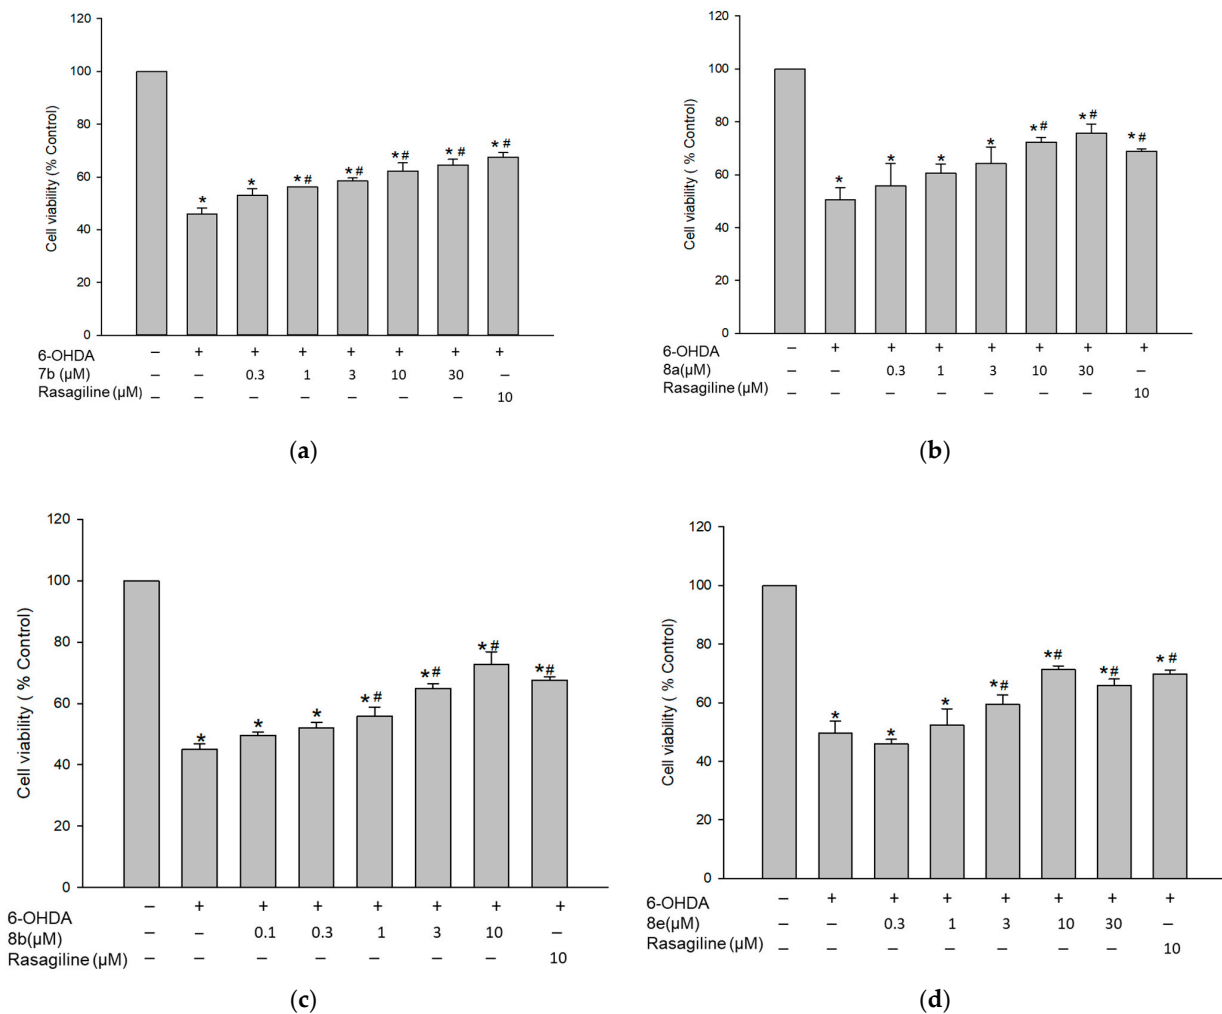 120
100
80
60
40
20
0
Cell viability (% Control)
* * *# *# *# *# *#
6-OHDA − + + + + + + +
7b (μM) − − 0.3 1 3 10 30 −
Rasagiline (μM) − − − − − − − 10
(a)
120
100
80
60
40
20
0
Cell viability ( % Control)
* * * * *# *# *#
6-OHDA − + + + + + + +
8a(μM) − − 0.3 1 3 10 30 −
Rasagiline (μM) − − − − − − − 10
(b)
120
100
80
60
40
20
0
Cell viability ( % Control)
* * * *# *# *# *#
6-OHDA − + + + + + + +
8b(μM) − − 0.1 0.3 1 3 10 −
Rasagiline (μM) − − − − − − − 10
(c)
120
100
80
60
40
20
0
Cell viability ( % Control)
* * * *# *# *# *#
6-OHDA − + + + + + + +
8e(μM) − − 0.3 1 3 10 30 −
Rasagiline (μM) − − − − − − − 10
(d)